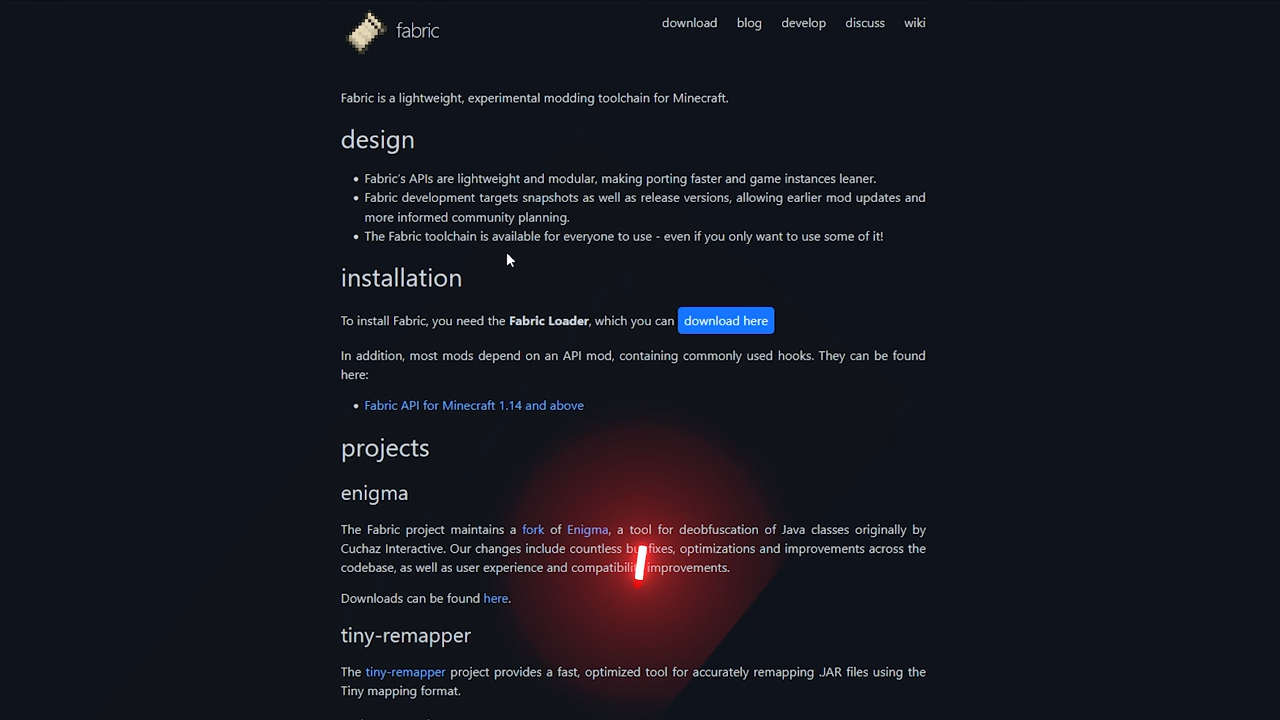 fabric
download blog develop discuss wiki
Fabric is a lightweight, experimental modding toolchain for Minecraft.
design
• Fabric's APIs are lightweight and modular, making porting faster and game instances leaner.
• Fabric development targets snapshots as well as release versions, allowing earlier mod updates and
more informed community planning.
• The Fabric toolchain is available for everyone to use - even if you only want to use some of it!
installation
To install Fabric, you need the Fabric Loader, which you can download here
In addition, most mods depend on an API mod, containing commonly used hooks. They can be found
here:
• Fabric API for Minecraft 1.14 and above
projects
enigma
The Fabric project maintains a fork of Enigma, a tool for deobfuscation of Java classes originally by
Cuchaz Interactive. Our changes include countless bugfixes, optimizations and improvements across the
codebase, as well as user experience and compatibility improvements.
Downloads can be found here.
tiny-remapper
The tiny-remapper project provides a fast, optimized tool for accurately remapping .JAR files using the
Tiny mapping format.